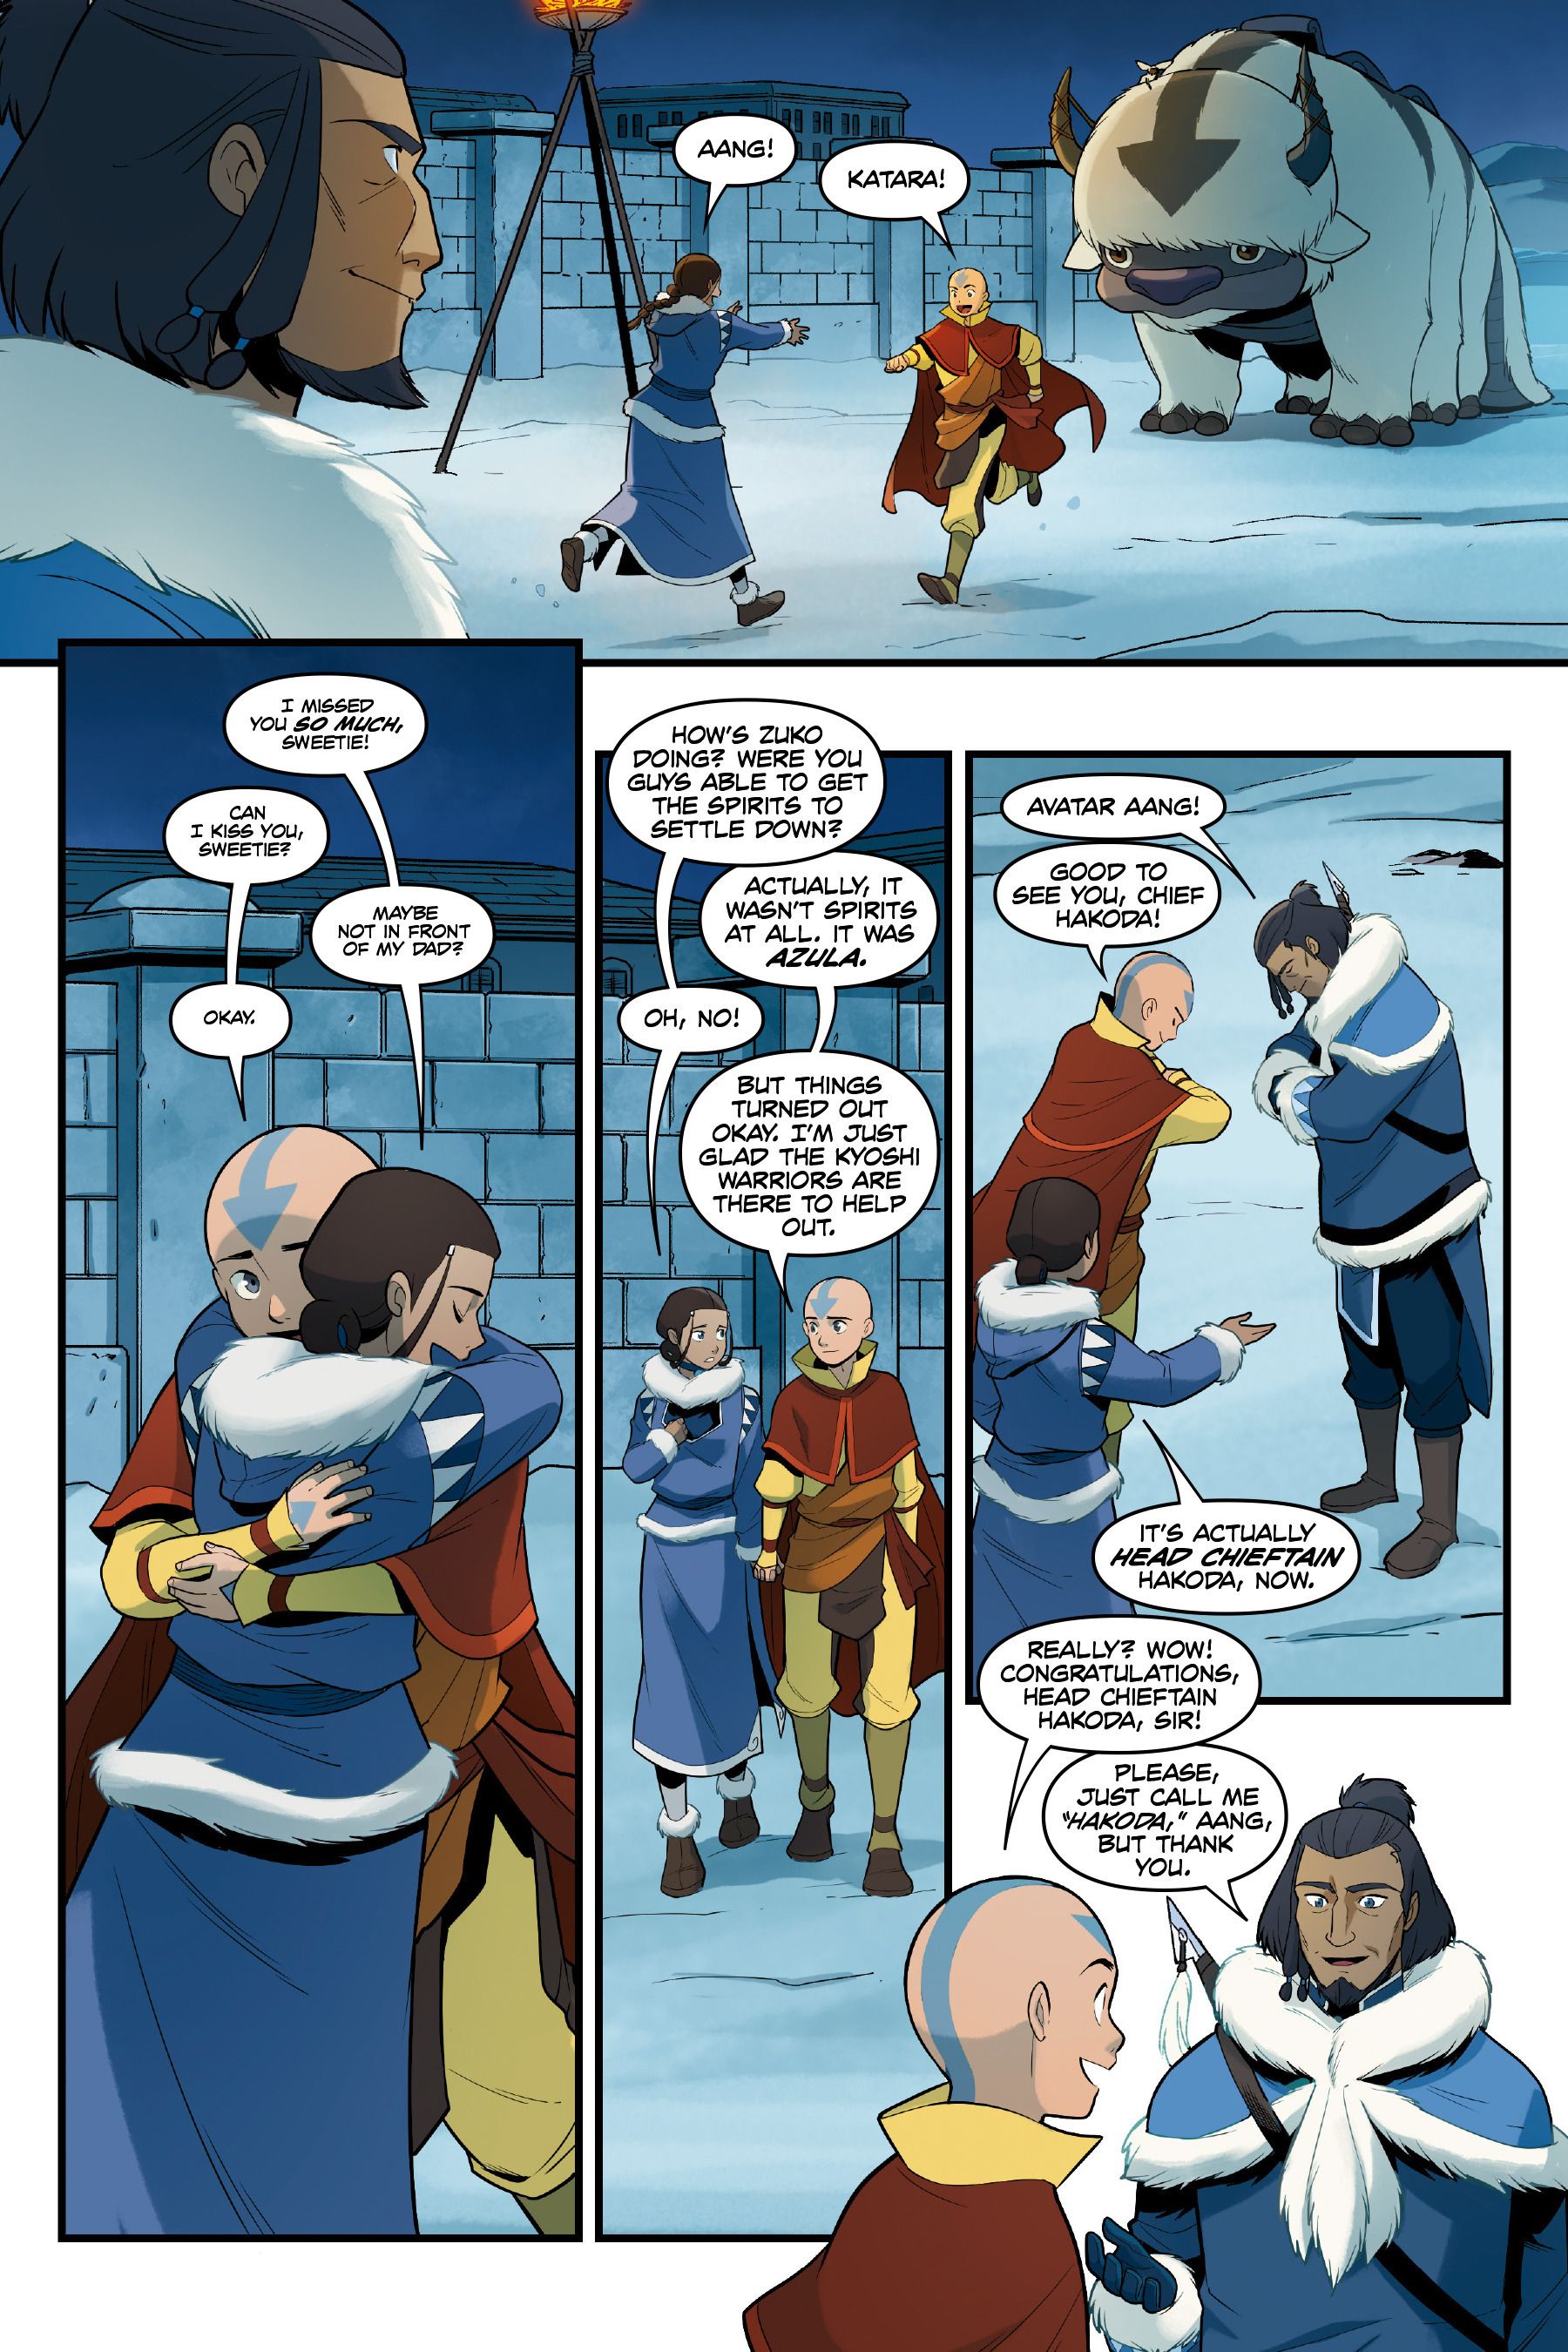 AANG!
KATARA!
I MISSED
YOU SO MUCH,
SWEETIE!
CAN
I KISS YOU,
SWEETIE?
MAYBE
NOT IN FRONT
OF MY DAD?
OKAY.
HOW'S ZUKO
DOING? WERE YOU
GUYS ABLE TO GET
THE SPIRITS TO
SETTLE DOWN?
ACTUALLY, IT
WASN'T SPIRITS
AT ALL. IT WAS
AZULA.
OH, NO!
BUT THINGS
TURNED OUT
OKAY. I'M JUST
GLAD THE KYOSHI
WARRIORS ARE
THERE TO HELP
OUT.
AVATAR AANG!
GOOD TO
SEE YOU, CHIEF
HAKODA!
IT'S ACTUALLY
HEAD CHIEFTAIN
HAKODA, NOW.
REALLY? WOW!
CONGRATULATIONS,
HEAD CHIEFTAIN
HAKODA, SIR!
PLEASE,
JUST CALL ME
"HAKODA," AANG,
BUT THANK
YOU.